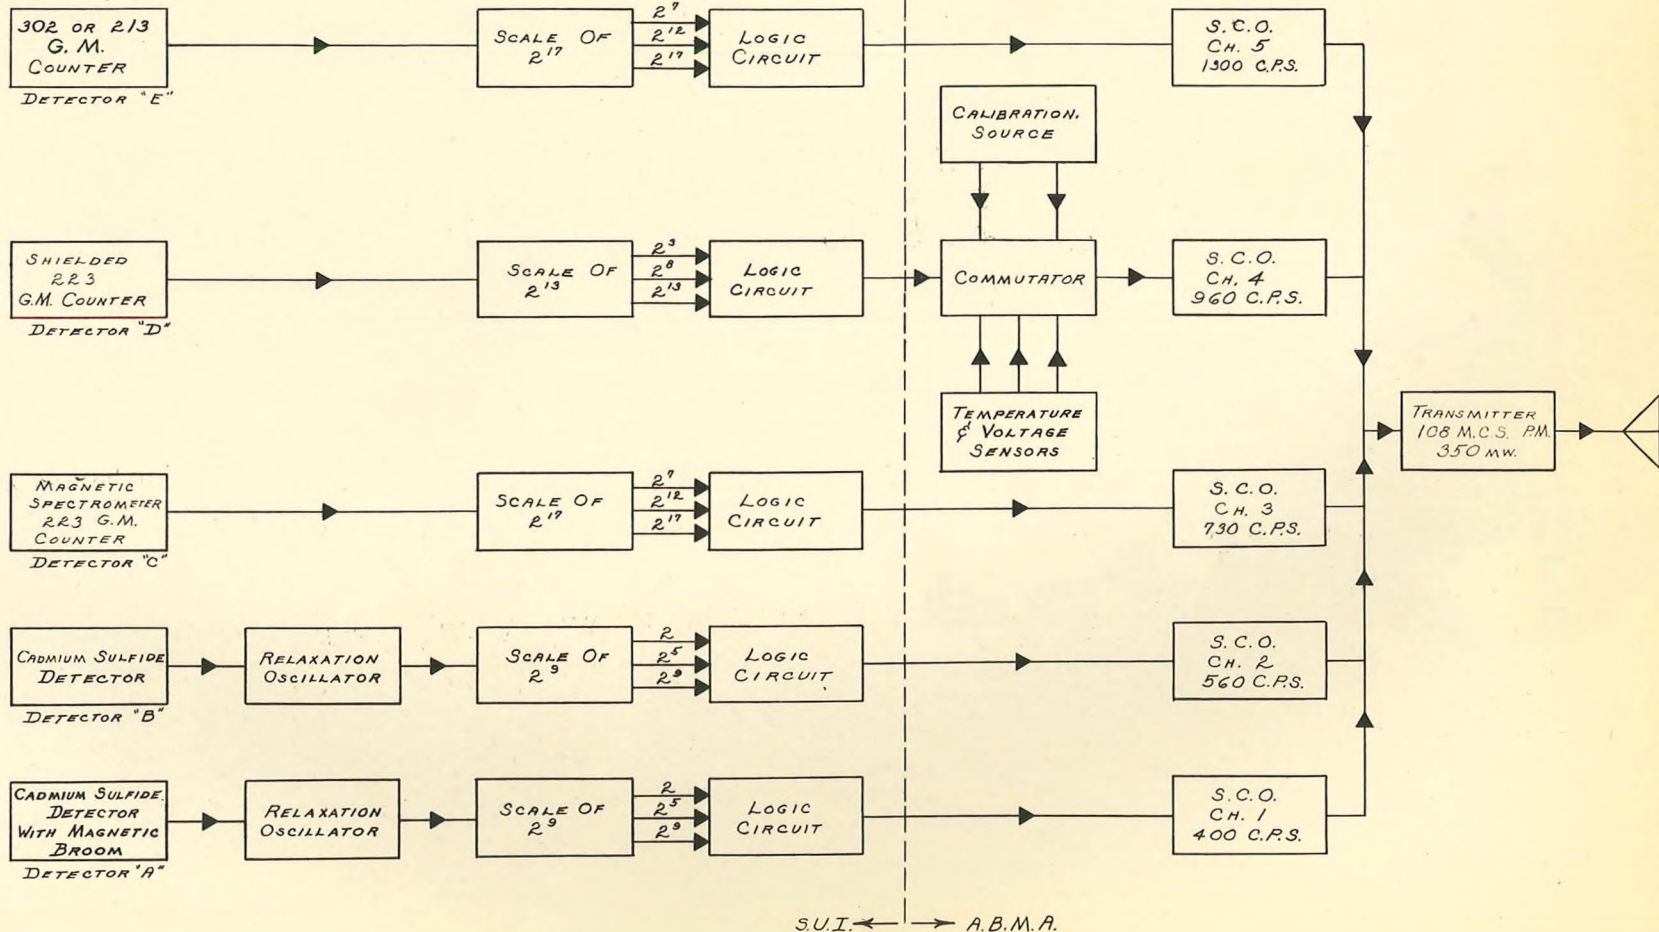 302 OR 213
G. M.
COUNTER
DETECTOR "E"
SCALE OF
2^17
2^7
2^12
2^17
LOGIC
CIRCUIT
S.C.O.
CH. 5
1300 C.P.S.
CALIBRATION.
SOURCE
SHIELDED
223
G.M. COUNTER
DETECTOR "D"
SCALE OF
2^13
2^3
2^8
2^13
LOGIC
CIRCUIT
COMMUTATOR
S.C.O.
CH. 4
960 C.P.S.
TEMPERATURE
& VOLTAGE
SENSORS
TRANSMITTER
108 M.C.S. P.M.
350 MW.
MAGNETIC
SPECTROMETER
223 G.M.
COUNTER
DETECTOR "C"
SCALE OF
2^17
2^7
2^12
2^17
LOGIC
CIRCUIT
S.C.O.
CH. 3
730 C.P.S.
CADMIUM SULFIDE
DETECTOR
DETECTOR "B"
RELAXATION
OSCILLATOR
SCALE OF
2^9
2
2^5
2^9
LOGIC
CIRCUIT
S.C.O.
CH. 2
560 C.P.S.
CADMIUM SULFIDE
DETECTOR
WITH MAGNETIC
BROOM
DETECTOR "A"
RELAXATION
OSCILLATOR
SCALE OF
2^9
2
2^5
2^9
LOGIC
CIRCUIT
S.C.O.
CH. 1
400 C.P.S.
S.U.I. A.B.M.A.